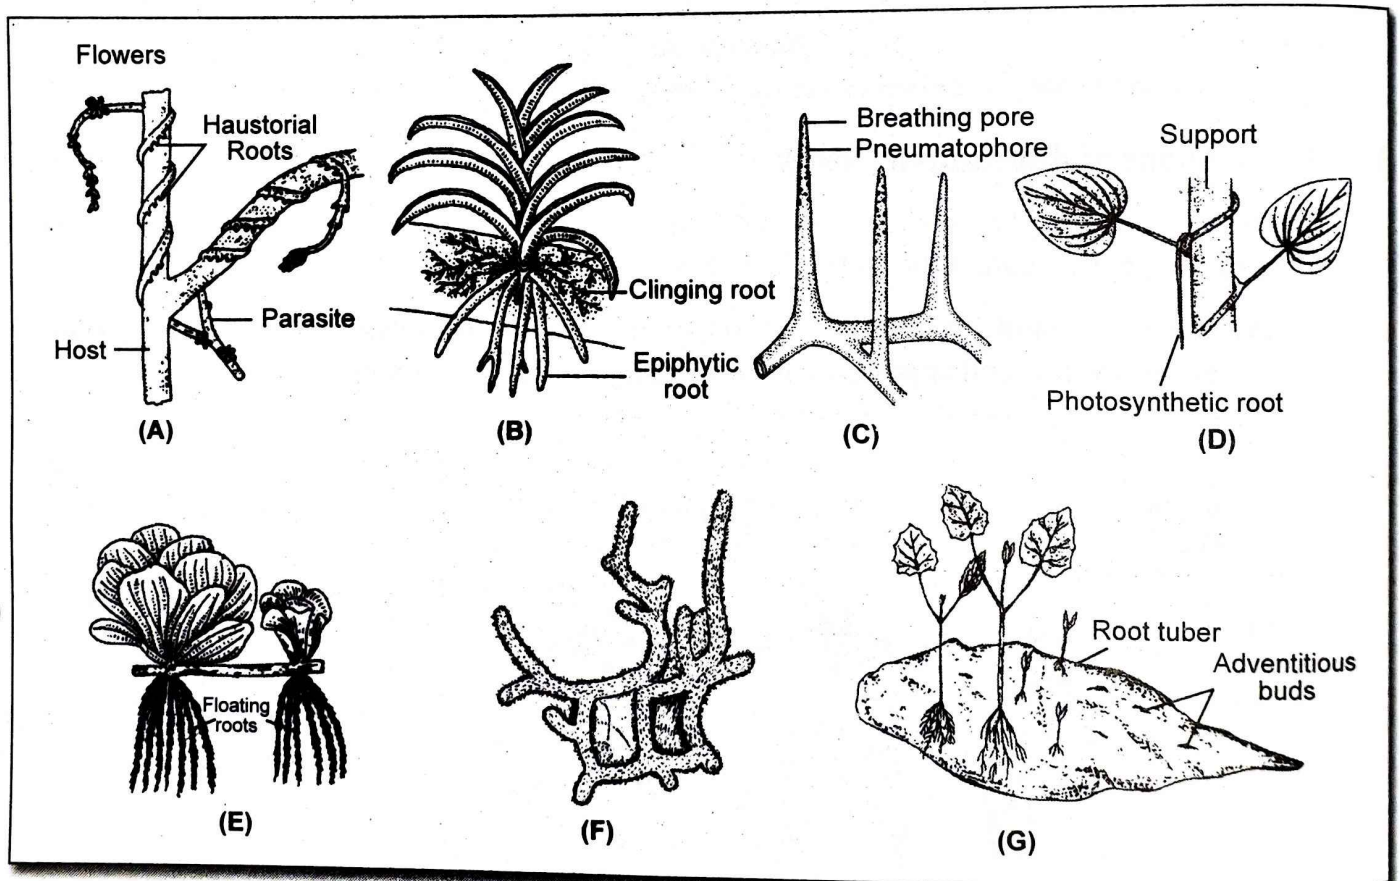 Flowers
Haustorial
Roots
Parasite
Host
(A)
Clinging root
Epiphytic
root
(B)
Breathing pore
Pneumatophore
(C)
Support
Photosynthetic root
(D)
Floating
roots
(E)
(F)
Root tuber
Adventitious
buds
(G)